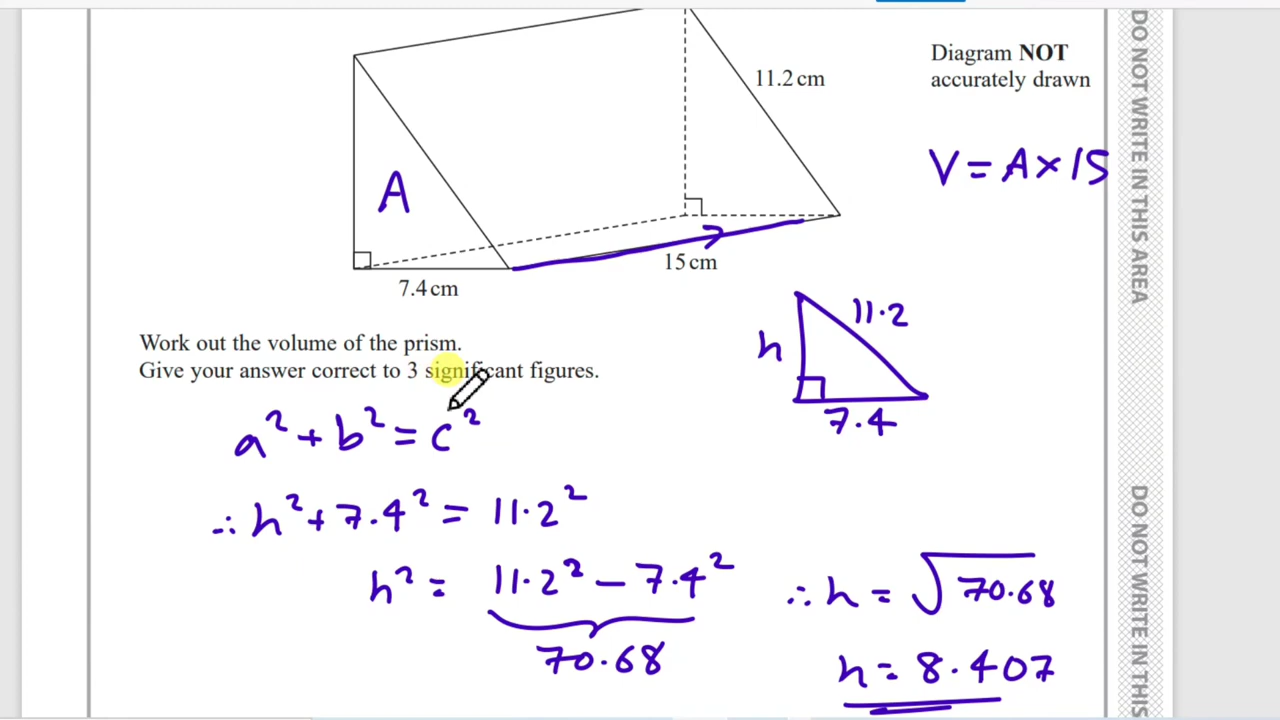 11.2 cm
Diagram NOT
accurately drawn
V = A × 15
A
15 cm
7.4 cm
11.2
h
7.4
Work out the volume of the prism.
Give your answer correct to 3 significant figures.
a² + b² = c²
∴ h² + 7.4² = 11.2²
h² = 11.2² − 7.4²
70.68
∴ h = √70.68
h = 8.407
DO NOT WRITE IN THIS AREA
DO NOT WRITE IN THIS